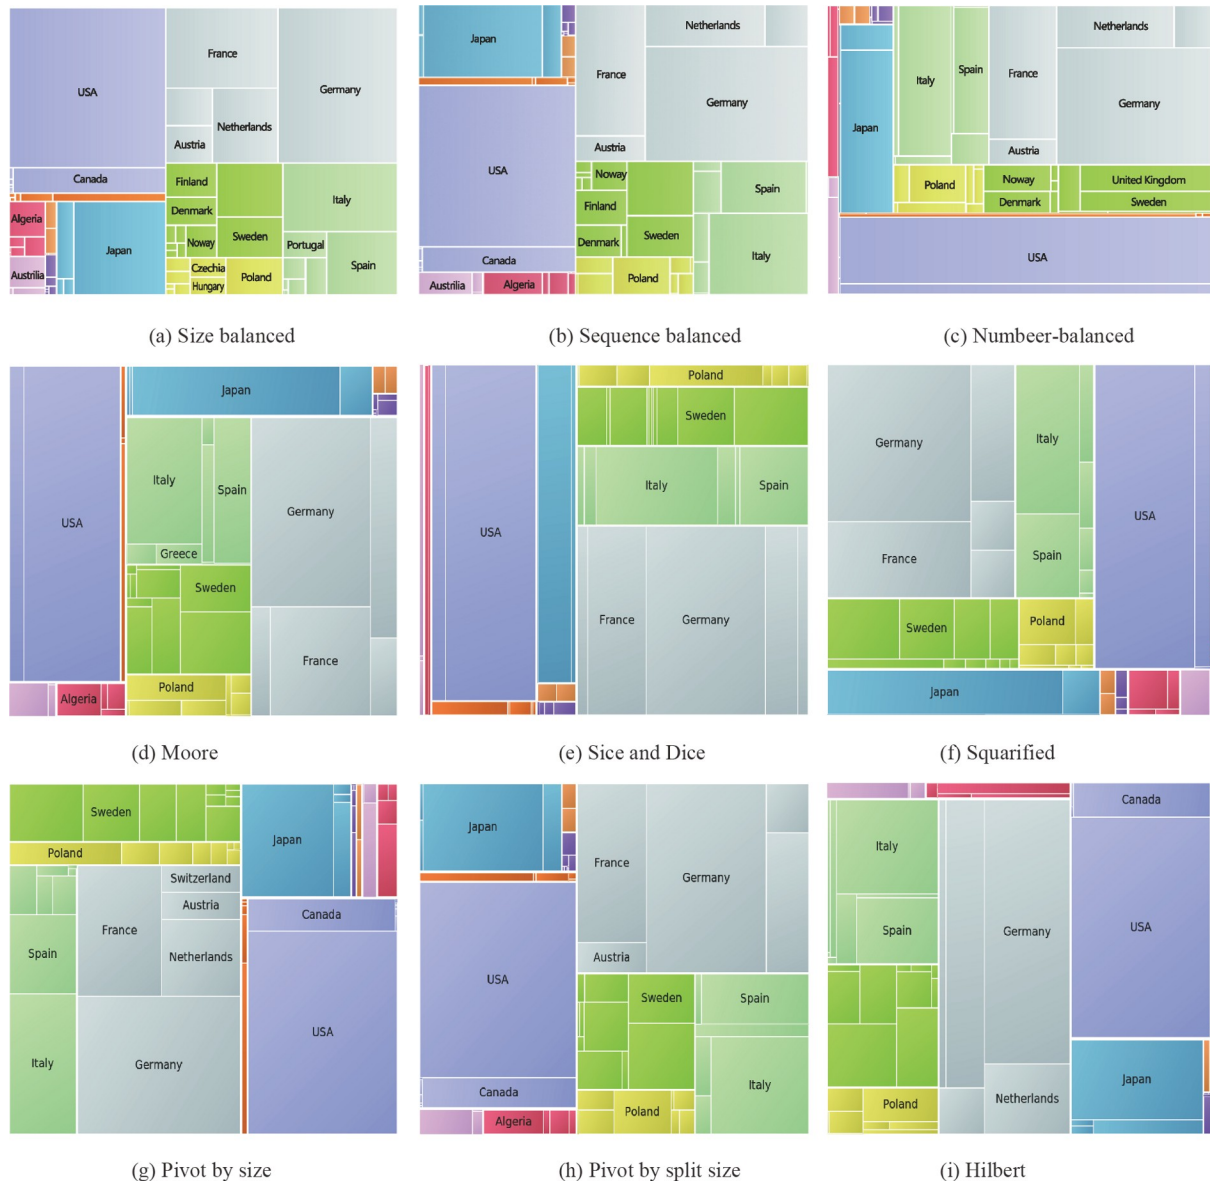 USA
France
Germany
Netherlands
Austria
Canada
Finland
Denmark
Noway
Sweden
Italy
Algeria
Japan
Austrilia
Czechia
Hungary
Poland
Portugal
Spain
(a) Size balanced
Japan
France
Netherlands
Germany
Austria
USA
Noway
Finland
Denmark
Sweden
Spain
Italy
Canada
Austrilia
Algeria
Poland
(b) Sequence balanced
Italy
Spain
France
Netherlands
Germany
Japan
Austria
Poland
Noway
Denmark
United Kingdom
Sweden
USA
(c) Numbeer-balanced
Japan
USA
Italy
Spain
Germany
Greece
Sweden
France
Algeria
Poland
(d) Moore
Poland
Sweden
Italy
Spain
USA
France
Germany
(e) Sice and Dice
Germany
Italy
USA
France
Spain
Sweden
Poland
Japan
(f) Squarified
Sweden
Poland
Japan
Switzerland
Austria
France
Netherlands
Canada
Spain
Italy
Germany
USA
(g) Pivot by size
Japan
France
Germany
Austria
USA
Sweden
Spain
Canada
Algeria
Poland
Italy
(h) Pivot by split size
Canada
Italy
Spain
Germany
USA
Poland
Netherlands
Japan
(i) Hilbert